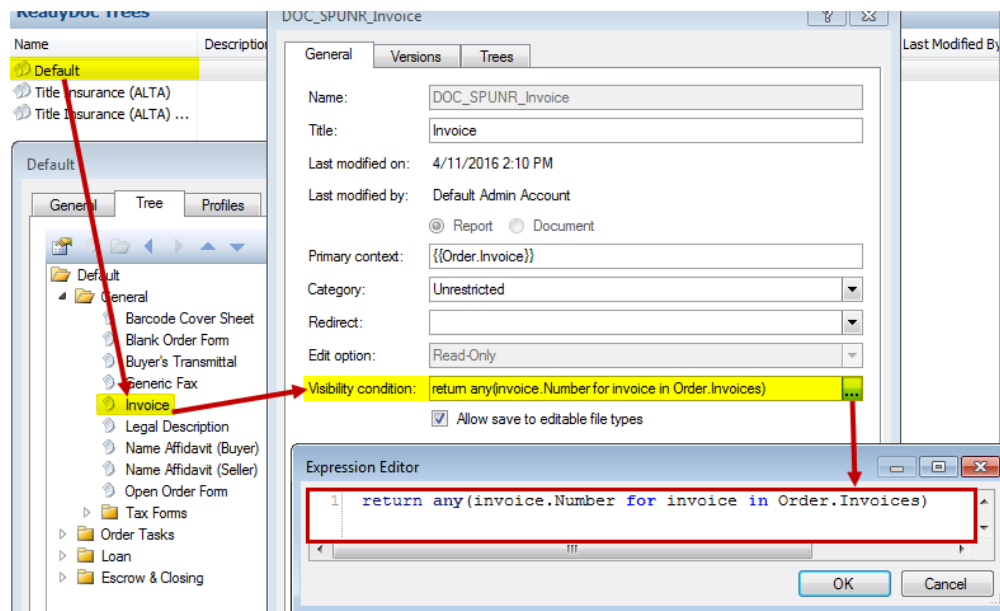 ReadyDoc Trees
Name
Description
Default
Title Insurance (ALTA)
Title Insurance (ALTA) ...
Last Modified By
Default
General
Tree
Profiles
Default
General
Barcode Cover Sheet
Blank Order Form
Buyer's Transmittal
Generic Fax
Invoice
Legal Description
Name Affidavit (Buyer)
Name Affidavit (Seller)
Open Order Form
Tax Forms
Order Tasks
Loan
Escrow & Closing
DOC_SPUNR_Invoice
General
Versions
Trees
Name: DOC_SPUNR_Invoice
Title: Invoice
Last modified on: 4/11/2016 2:10 PM
Last modified by: Default Admin Account
Report Document
Primary context: {{Order.Invoice}}
Category: Unrestricted
Redirect:
Edit option: Read-Only
Visibility condition: return any(invoice.Number for invoice in Order.Invoices) ...
Allow save to editable file types
Expression Editor
1 return any(invoice.Number for invoice in Order.Invoices)
OK Cancel